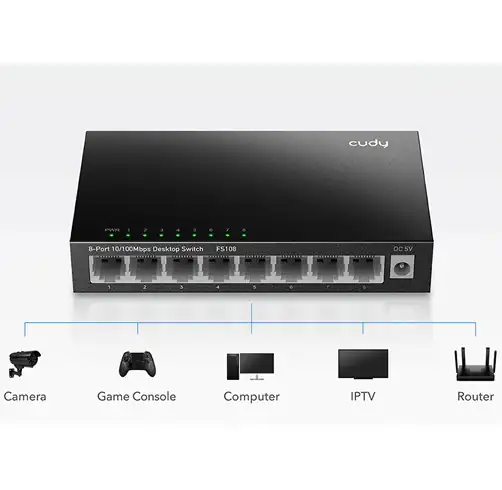 cudy
PWR 1 2 3 4 5 6 7 8
8-Port 10/100Mbps Desktop Switch FS108 DC 5V
1 2 3 4 5 6 7 8
Camera Game Console Computer IPTV Router